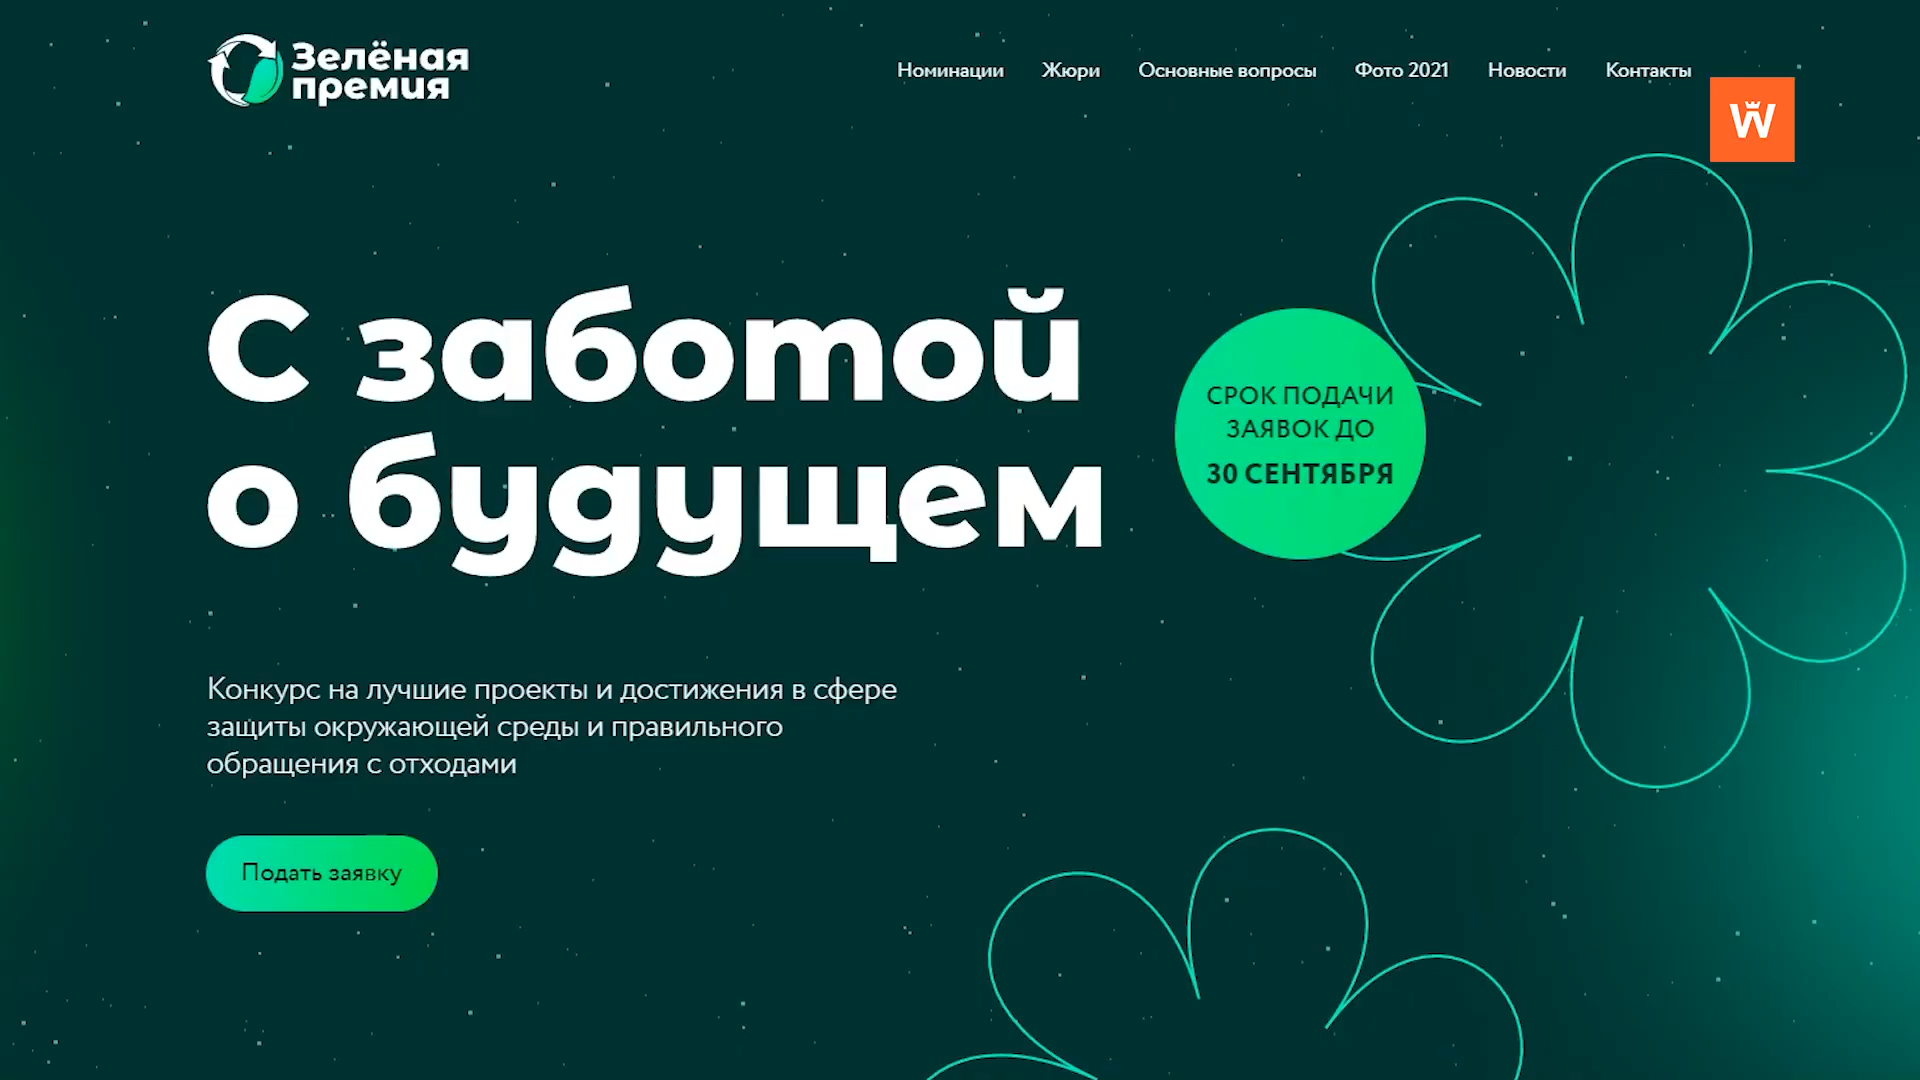 Зелёная
премия
Номинации
Жюри
Основные вопросы
Фото 2021
Новости
Контакты
W
С заботой
о будущем
СРОК ПОДАЧИ
ЗАЯВОК ДО
30 СЕНТЯБРЯ
Конкурс на лучшие проекты и достижения в сфере
защиты окружающей среды и правильного
обращения с отходами
Подать заявку